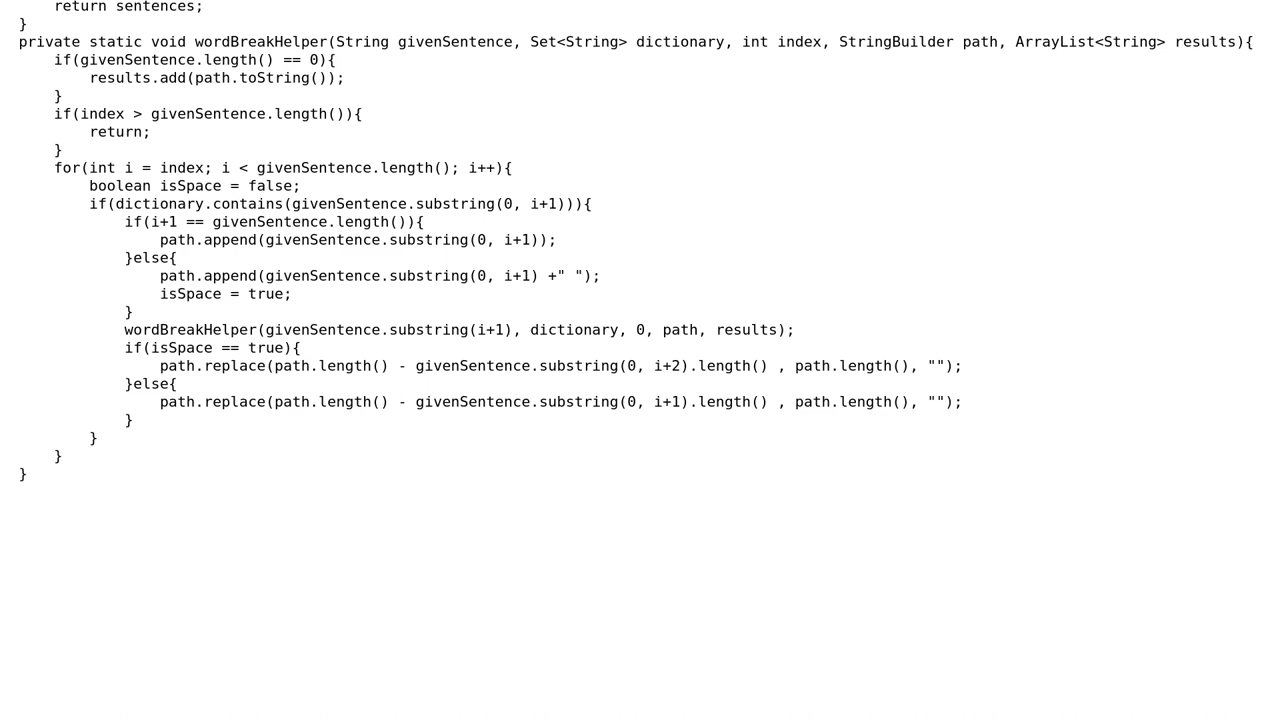 return sentences;
}
private static void wordBreakHelper(String givenSentence, Set<String> dictionary, int index, StringBuilder path, ArrayList<String> results){
    if(givenSentence.length() == 0){
        results.add(path.toString());
    }
    if(index > givenSentence.length()){
        return;
    }
    for(int i = index; i < givenSentence.length(); i++){
        boolean isSpace = false;
        if(dictionary.contains(givenSentence.substring(0, i+1))){
            if(i+1 == givenSentence.length()){
                path.append(givenSentence.substring(0, i+1));
            }else{
                path.append(givenSentence.substring(0, i+1) +" ");
                isSpace = true;
            }
            wordBreakHelper(givenSentence.substring(i+1), dictionary, 0, path, results);
            if(isSpace == true){
                path.replace(path.length() - givenSentence.substring(0, i+2).length() , path.length(), "");
            }else{
                path.replace(path.length() - givenSentence.substring(0, i+1).length() , path.length(), "");
            }
        }
    }
}